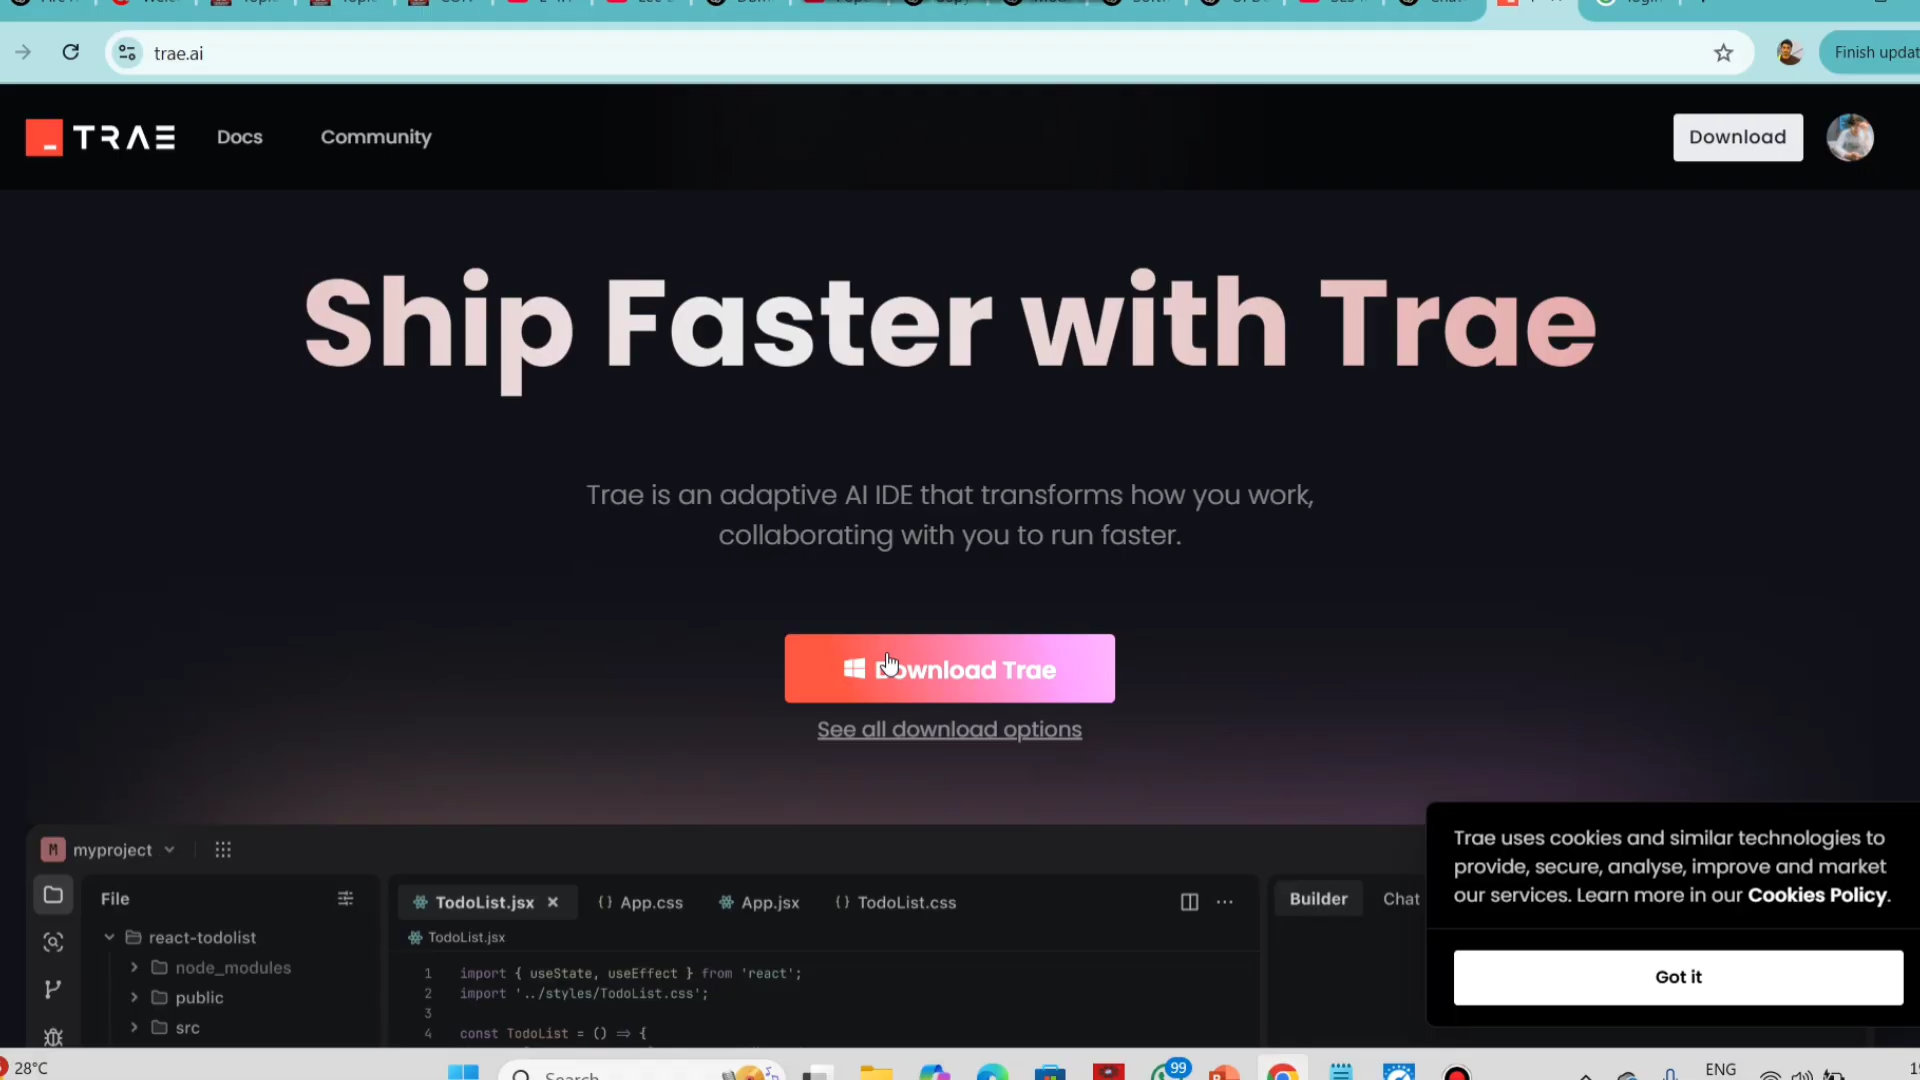 trae.ai
Finish updat
TRAE
Docs
Community
Download
Ship Faster with Trae
Trae is an adaptive AI IDE that transforms how you work,
collaborating with you to run faster.
Download Trae
See all download options
myproject
File
TodoList.jsx
App.css
App.jsx
TodoList.css
Builder
Chat
react-todolist
TodoList.jsx
node_modules
public
src
1 import { useState, useEffect } from 'react';
2 import '../styles/TodoList.css';
3
4 const TodoList = () => {
Trae uses cookies and similar technologies to
provide, secure, analyse, improve and market
our services. Learn more in our Cookies Policy.
Got it
28°C
Search
99
ENG